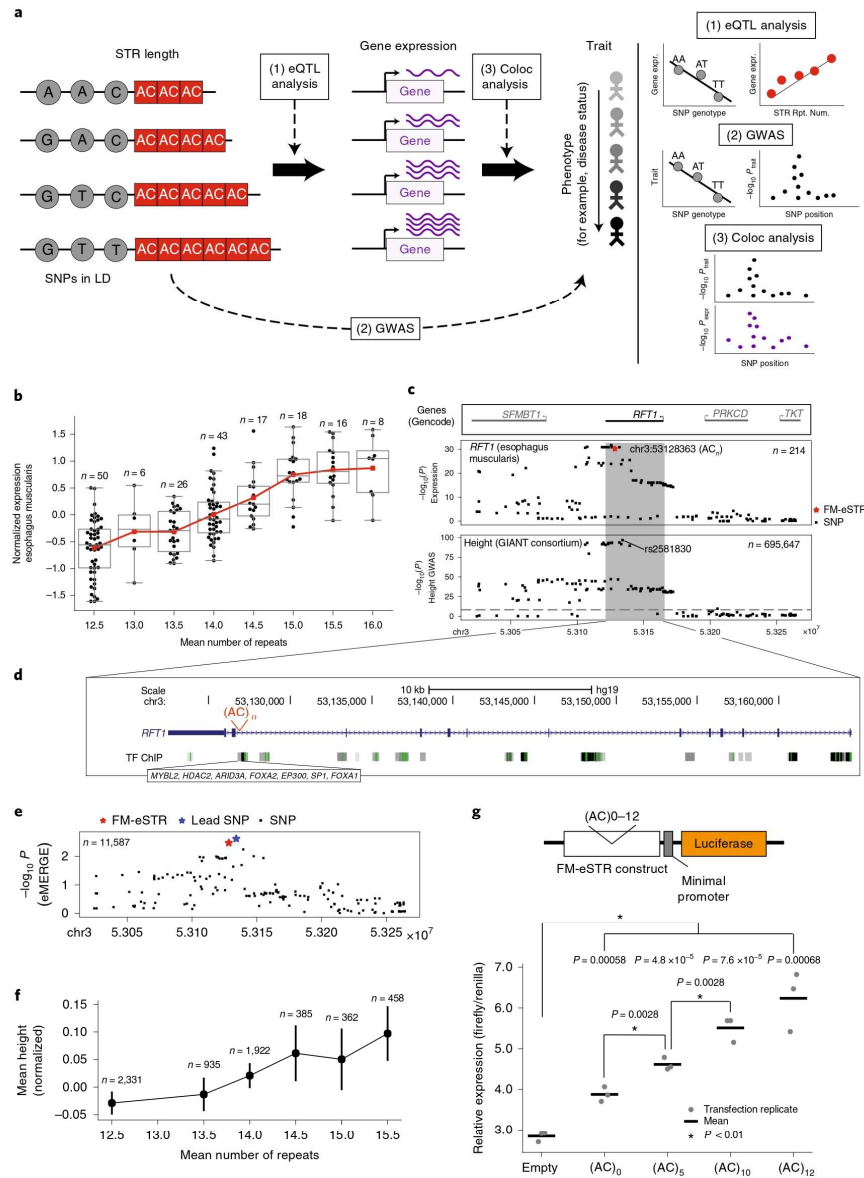 a
STR length
(1) eQTL
analysis
Gene expression
(3) Coloc
analysis
Trait
A A C AC AC AC
Gene
G A C AC AC AC AC
Gene
G T C AC AC AC AC AC
Gene
G T T AC AC AC AC AC AC
Gene
SNPs in LD
(2) GWAS
Phenotype
(for example, disease status)
(1) eQTL analysis
Gene expr.
AA
AT
TT
SNP genotype
Gene expr.
STR Rpt. Num.
(2) GWAS
Trait
AA
AT
TT
SNP genotype
–log10 Ptrait
SNP position
(3) Coloc analysis
–log10 Ptrait
–log10 Pexpr
SNP position
b
Normalized expression
esophagus muscularis
1.5
1.0
0.5
0.0
−0.5
−1.0
−1.5
n = 50
n = 6
n = 26
n = 43
n = 17
n = 18
n = 16
n = 8
12.5 13.0 13.5 14.0 14.5 15.0 15.5 16.0
Mean number of repeats
c
Genes
(Gencode)
SFMBT1
RFT1
PRKCD
TKT
RFT1 (esophagus
muscularis)
chr3:53128363 (ACn)
n = 214
–log10(P)
Expression
30
20
10
0
FM-eSTR
SNP
Height (GIANT consortium)
rs2581830
n = 695,647
–log10(P)
Height GWAS
100
75
50
25
0
chr3 5.305 5.310 5.315 5.320 5.325 ×10^7
d
Scale
chr3:
10 kb
hg19
53,130,000 53,135,000 53,140,000 53,145,000 53,150,000 53,155,000 53,160,000
(AC)n
RFT1
TF ChIP
MYBL2, HDAC2, ARID3A, FOXA2, EP300, SP1, FOXA1
e
FM-eSTR Lead SNP SNP
n = 11,587
–log10 P
(eMERGE)
2
1
0
chr3 5.305 5.310 5.315 5.320 5.325 ×10^7
f
Mean height
(normalized)
0.15
0.10
0.05
0.00
−0.05
n = 2,331
n = 935
n = 1,922
n = 385
n = 362
n = 458
12.5 13.0 13.5 14.0 14.5 15.0 15.5
Mean number of repeats
g
(AC)0–12
Luciferase
FM-eSTR construct
Minimal
promoter
*
P = 0.00058 P = 4.8 ×10−5 P = 7.6 ×10−5 P = 0.00068
P = 0.0028
*
P = 0.0028
*
Relative expression (firefly/renilla)
7.0
6.0
5.0
4.0
3.0
Transfection replicate
Mean
* P < 0.01
Empty (AC)0 (AC)5 (AC)10 (AC)12